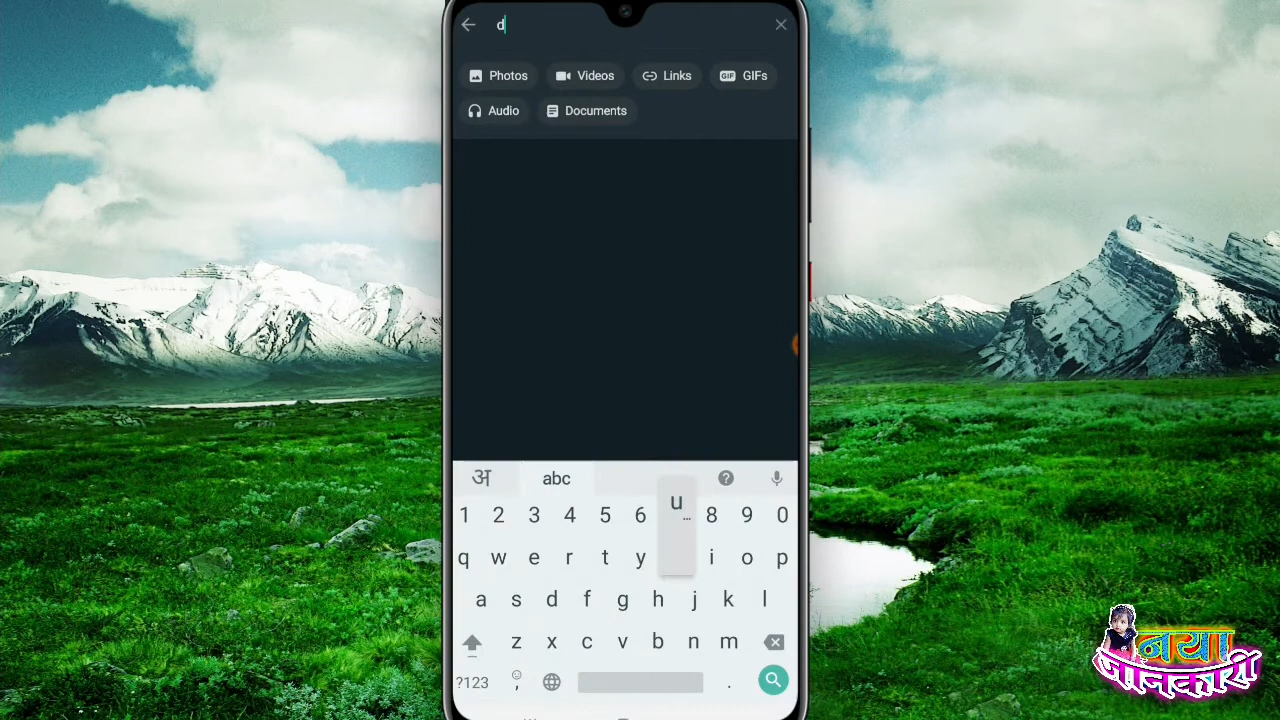 d
Photos
Videos
Links
GIF GIFs
Audio
Documents
अ abc
u
1 2 3 4 5 6 8 9 0
q w e r t y i o p
a s d f g h j k l
z x c v b n m
?123 , .
नया
जानकारी